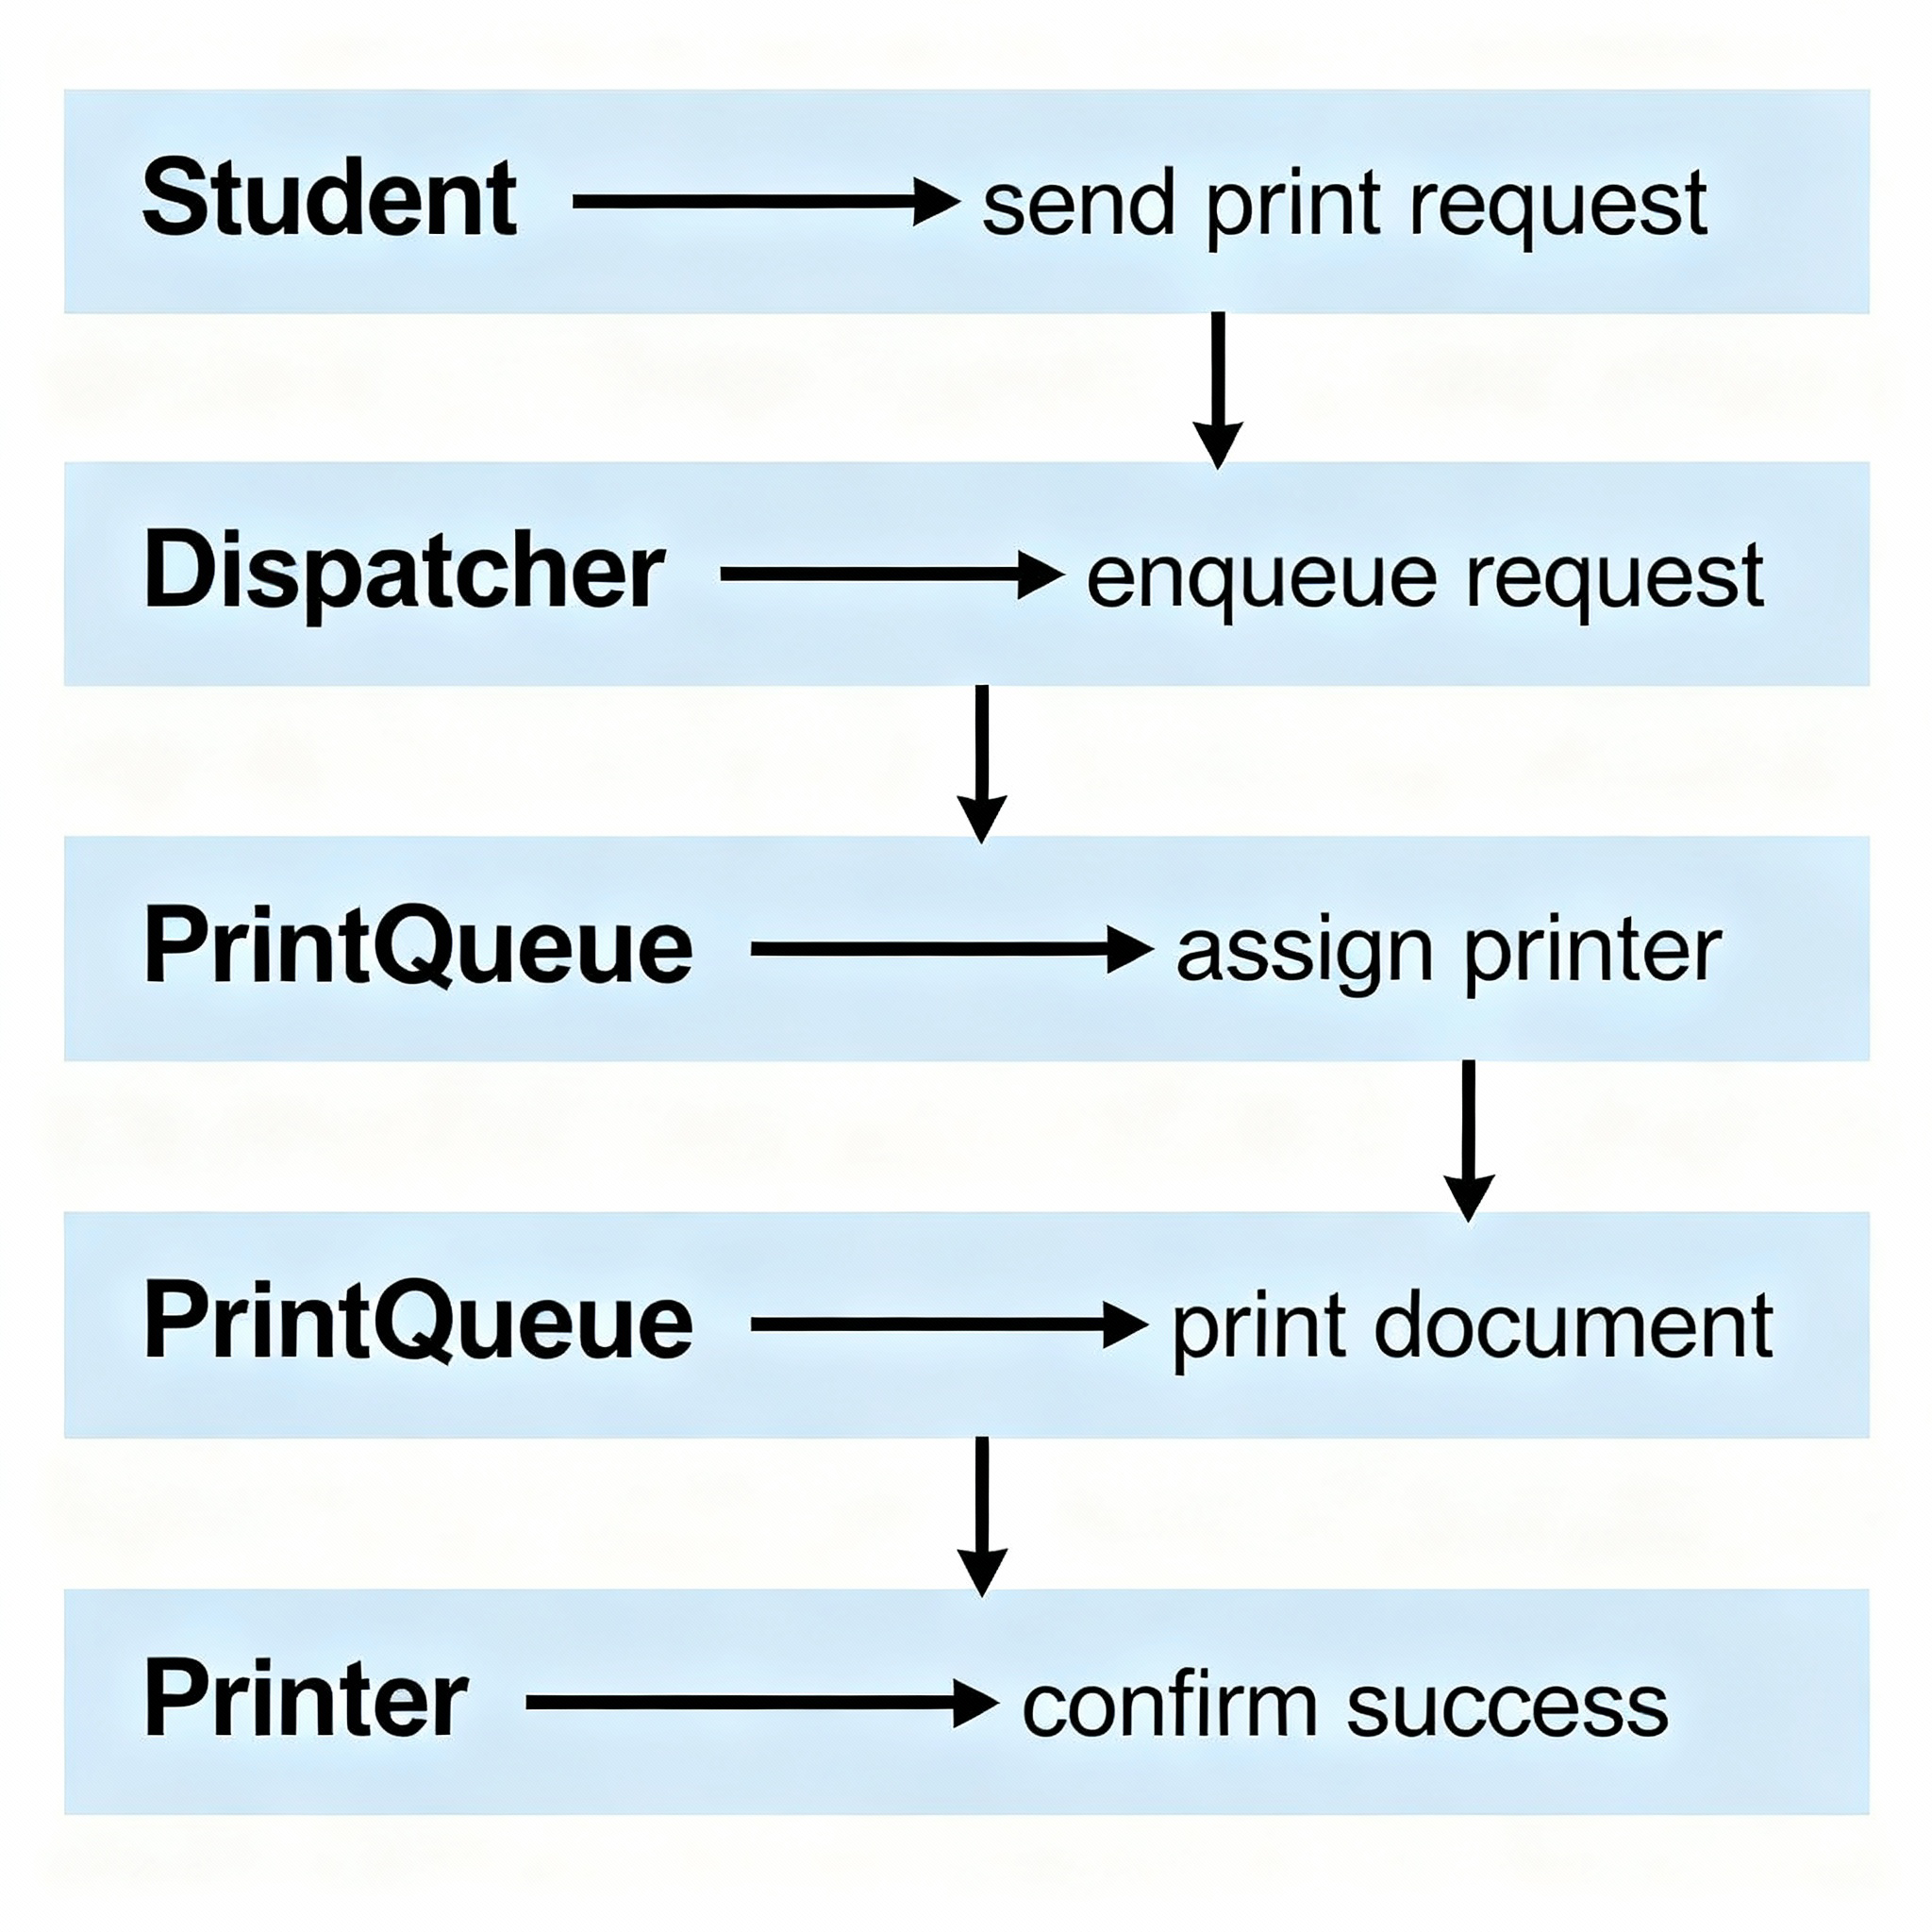 Student send print request
Dispatcher enqueue request
PrintQueue assign printer
PrintQueue print document
Printer confirm success